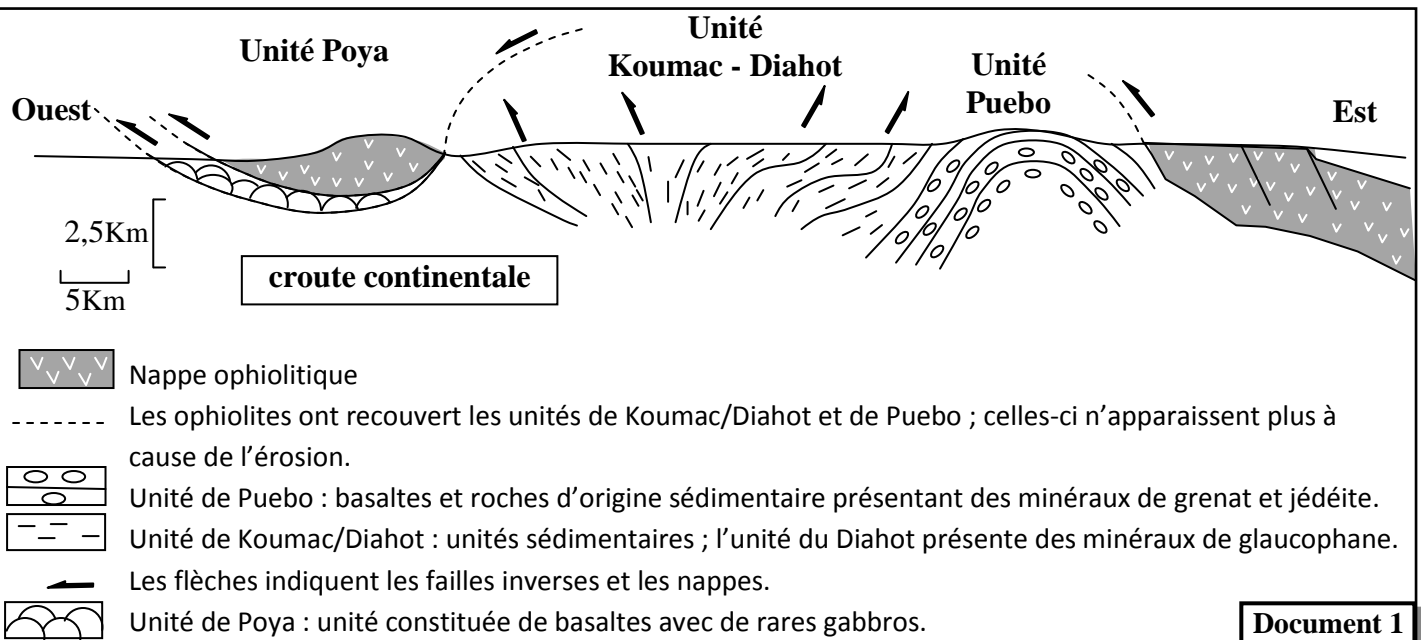 Unité
Unité Poya
Koumac - Diahot
Unité
Puebo
Ouest
Est
2,5Km
5Km
croute continentale
Nappe ophiolitique
Les ophiolites ont recouvert les unités de Koumac/Diahot et de Puebo ; celles-ci n’apparaissent plus à
cause de l’érosion.
Unité de Puebo : basaltes et roches d’origine sédimentaire présentant des minéraux de grenat et jédéite.
Unité de Koumac/Diahot : unités sédimentaires ; l’unité du Diahot présente des minéraux de glaucophane.
Les flèches indiquent les failles inverses et les nappes.
Unité de Poya : unité constituée de basaltes avec de rares gabbros.
Document 1